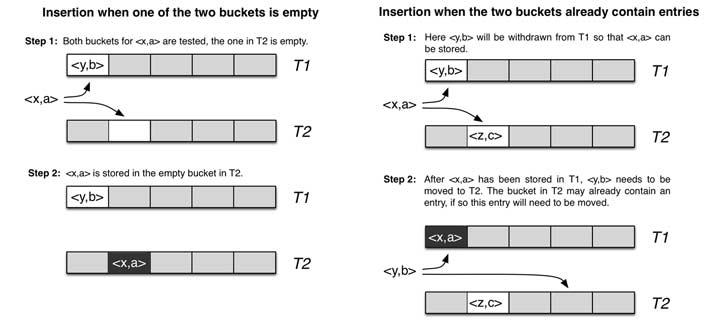 Insertion when one of the two buckets is empty
Step 1: Both buckets for <x,a> are tested, the one in T2 is empty.
<y,b>
T1
<x,a>
T2
Step 2: <x,a> is stored in the empty bucket in T2.
<y,b>
T1
<x,a>
T2
Insertion when the two buckets already contain entries
Step 1: Here <y,b> will be withdrawn from T1 so that <x,a> can
be stored.
<y,b>
T1
<x,a>
<z,c>
T2
Step 2: After <x,a> has been stored in T1, <y,b> needs to be
moved to T2. The bucket in T2 may already contain an
entry, if so this entry will need to be moved.
<x,a>
T1
<y,b>
<z,c>
T2